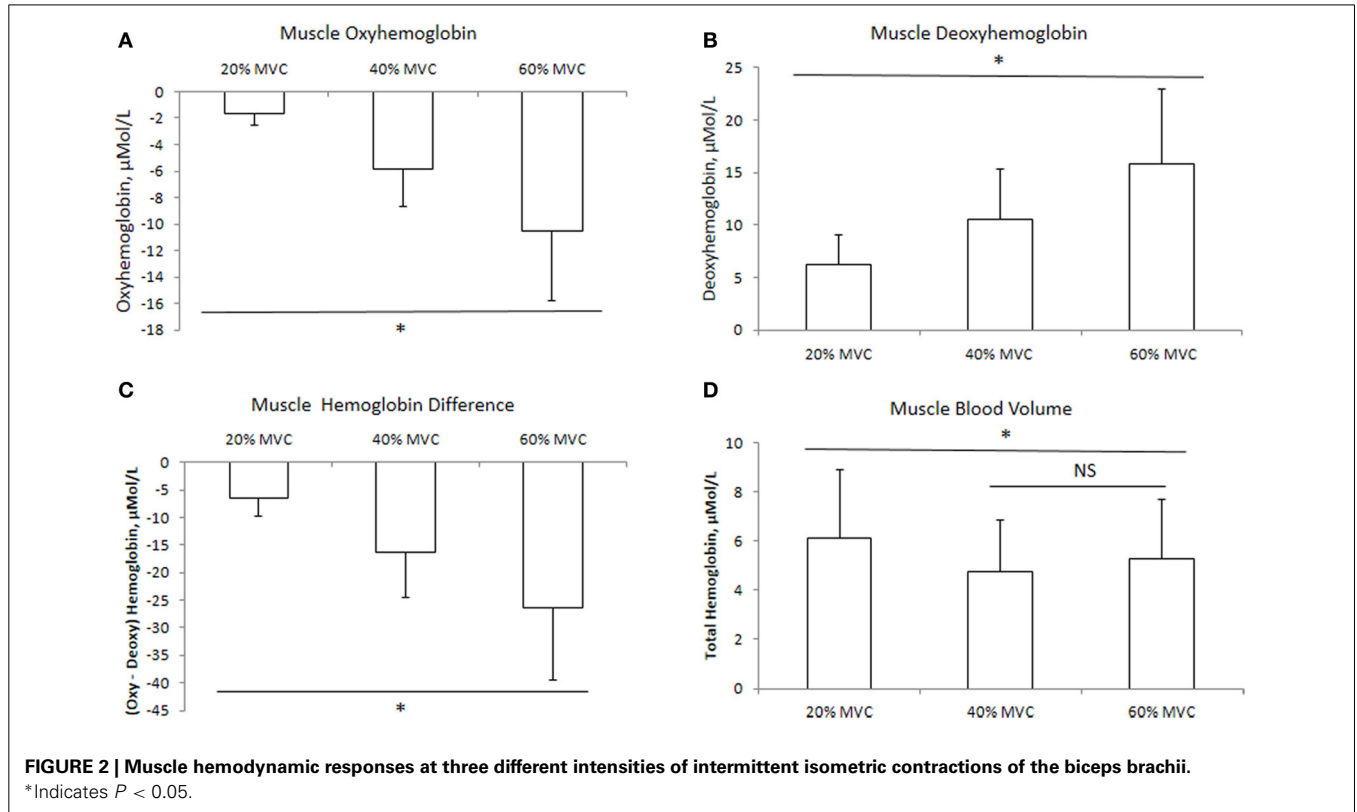 A
Muscle Oxyhemoglobin
20% MVC 40% MVC 60% MVC
Oxyhemoglobin, µMol/L
0
-2
-4
-6
-8
-10
-12
-14
-16
-18
*
B
Muscle Deoxyhemoglobin
*
Deoxyhemoglobin, µMol/L
25
20
15
10
5
0
20% MVC 40% MVC 60% MVC
C
Muscle Hemoglobin Difference
20% MVC 40% MVC 60% MVC
(Oxy - Deoxy) Hemoglobin, µMol/L
0
-5
-10
-15
-20
-25
-30
-35
-40
-45
*
D
Muscle Blood Volume
*
NS
Total Hemoglobin, µMol/L
10
8
6
4
2
0
20% MVC 40% MVC 60% MVC
FIGURE 2 | Muscle hemodynamic responses at three different intensities of intermittent isometric contractions of the biceps brachii.
*Indicates P < 0.05.